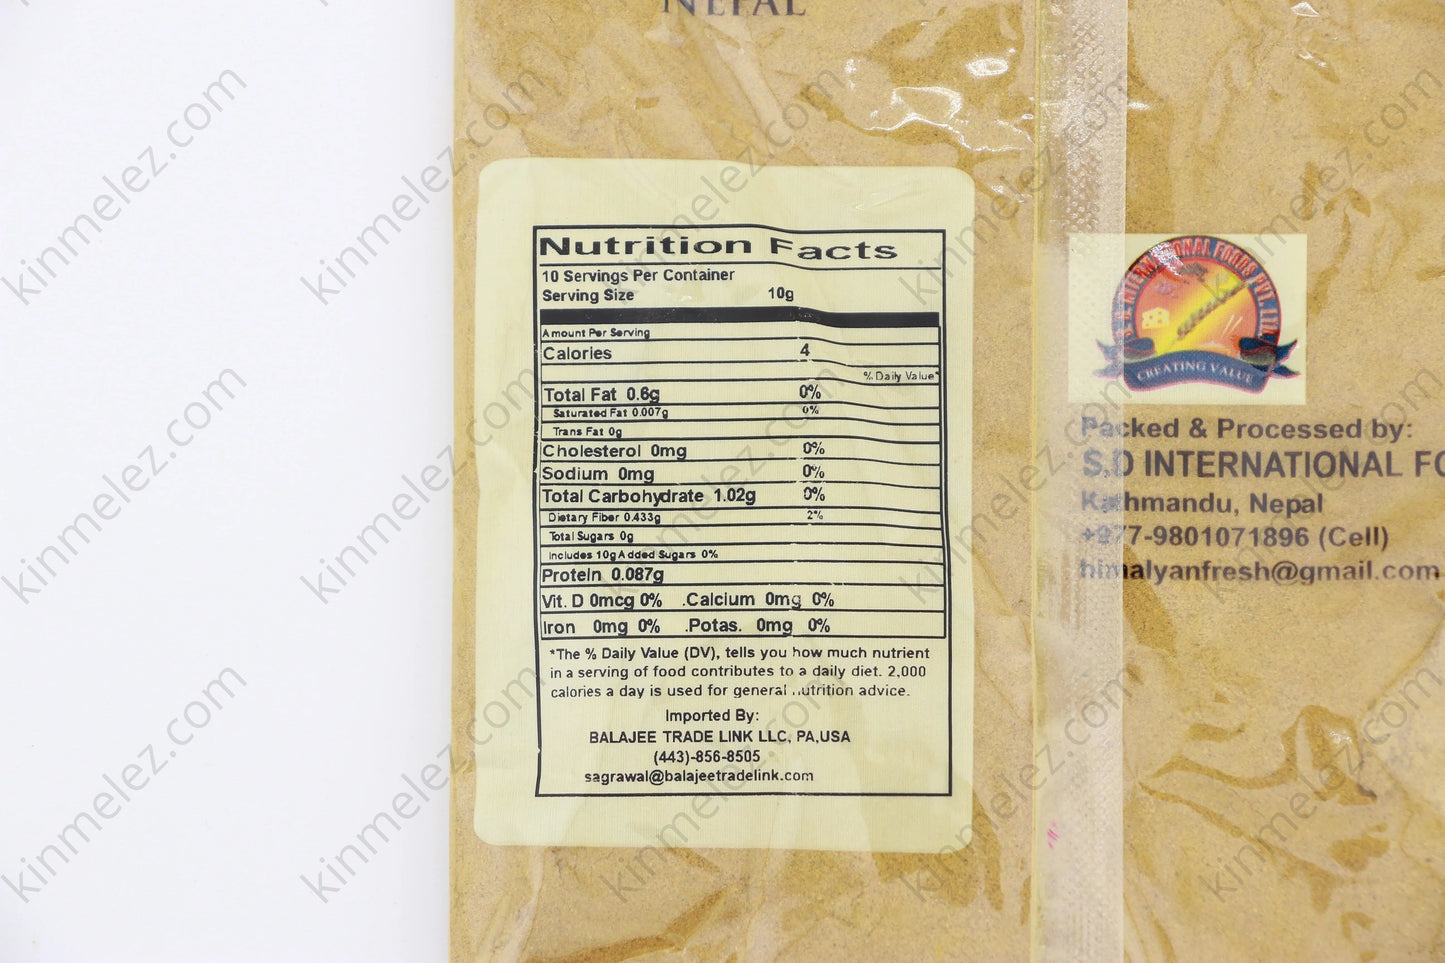 NEPAL
Nutrition Facts
10 Servings Per Container
Serving Size 10g
Amount Per Serving
Calories 4
% Daily Value*
Total Fat 0.6g 0%
Saturated Fat 0.007g 0%
Trans Fat 0g
Cholesterol 0mg 0%
Sodium 0mg 0%
Total Carbohydrate 1.02g 0%
Dietary Fiber 0.433g 2%
Total Sugars 0g
Includes 10g Added Sugars 0%
Protein 0.087g
Vit. D 0mcg 0% .Calcium 0mg 0%
Iron 0mg 0% .Potas. 0mg 0%
*The % Daily Value (DV), tells you how much nutrient
in a serving of food contributes to a daily diet. 2,000
calories a day is used for general nutrition advice.
Imported By:
BALAJEE TRADE LINK LLC, PA,USA
(443)-856-8505
sagrawal@balajeetradelink.com
S.D. INTERNATIONAL FOODS PVT. LTD.
CREATING VALUE
Packed & Processed by:
S.D INTERNATIONAL
Kathmandu, Nepal
+977-9801071896 (Cell)
himalyanfresh@gmail.com
kinmelez.com